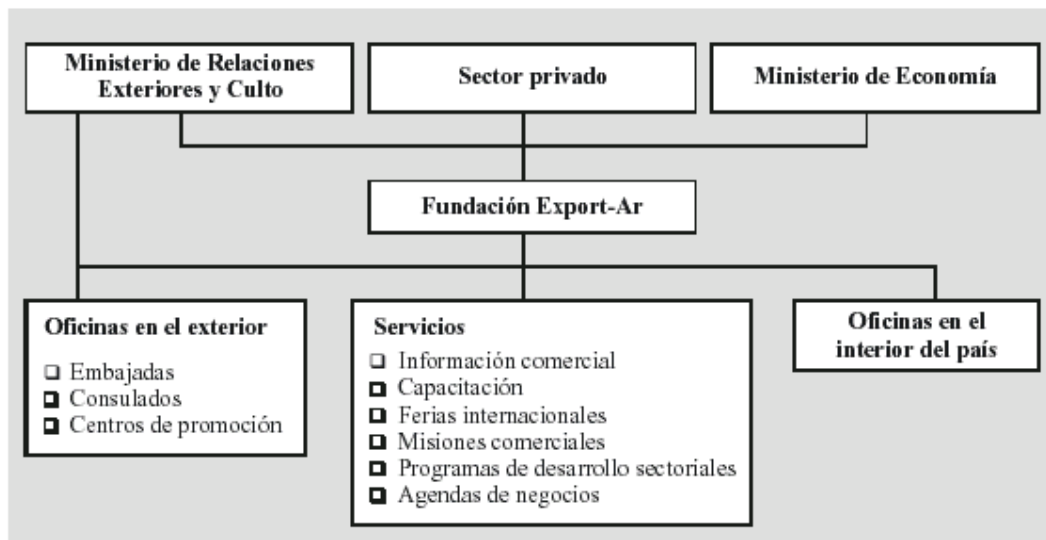 Ministerio de Relaciones
Exteriores y Culto
Sector privado
Ministerio de Economía
Fundación Export-Ar
Oficinas en el exterior
Embajadas
Consulados
Centros de promoción
Servicios
Información comercial
Capacitación
Ferias internacionales
Misiones comerciales
Programas de desarrollo sectoriales
Agendas de negocios
Oficinas en el
interior del país